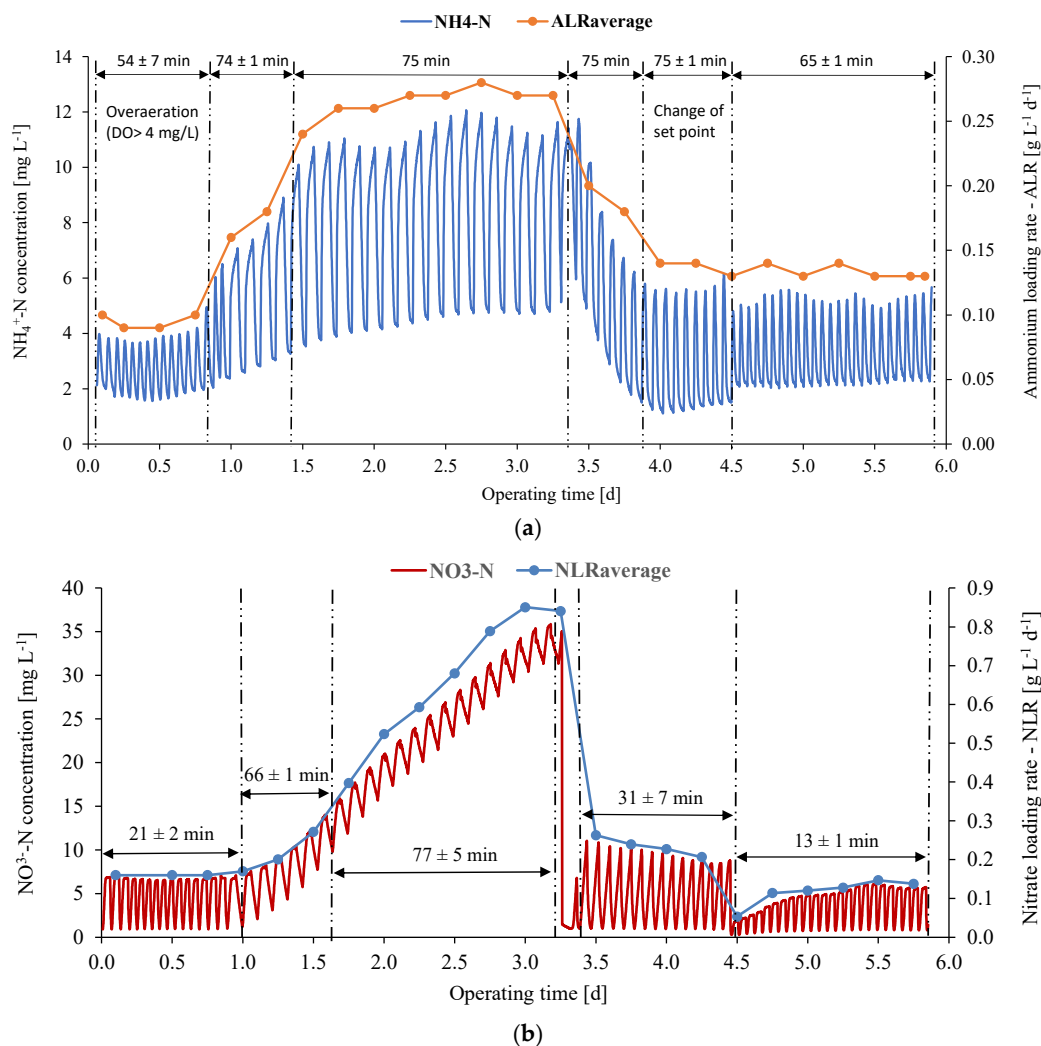 NH4-N ALRaverage
54 ± 7 min 74 ± 1 min 75 min 75 min 75 ± 1 min 65 ± 1 min
Overaeration
(DO> 4 mg/L)
Change of
set point
NH₄⁺-N concentration [mg L⁻¹]
14
12
10
8
6
4
2
0
Ammonium loading rate - ALR [g L⁻¹ d⁻¹]
0.30
0.25
0.20
0.15
0.10
0.05
0.00
0.0 0.5 1.0 1.5 2.0 2.5 3.0 3.5 4.0 4.5 5.0 5.5 6.0
Operating time [d]
(a)
NO3-N NLRaverage
NO³⁻-N concentration [mg L⁻¹]
40
35
30
25
20
15
10
5
0
66 ± 1 min
21 ± 2 min
77 ± 5 min
31 ± 7 min
13 ± 1 min
Nitrate loading rate - NLR [g L⁻¹ d⁻¹]
0.9
0.8
0.7
0.6
0.5
0.4
0.3
0.2
0.1
0.0
0.0 0.5 1.0 1.5 2.0 2.5 3.0 3.5 4.0 4.5 5.0 5.5 6.0
Operating time [d]
(b)